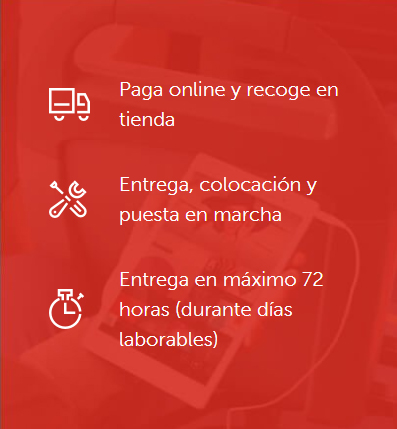 Paga online y recoge en
tienda
Entrega, colocación y
puesta en marcha
Entrega en máximo 72
horas (durante días
laborables)